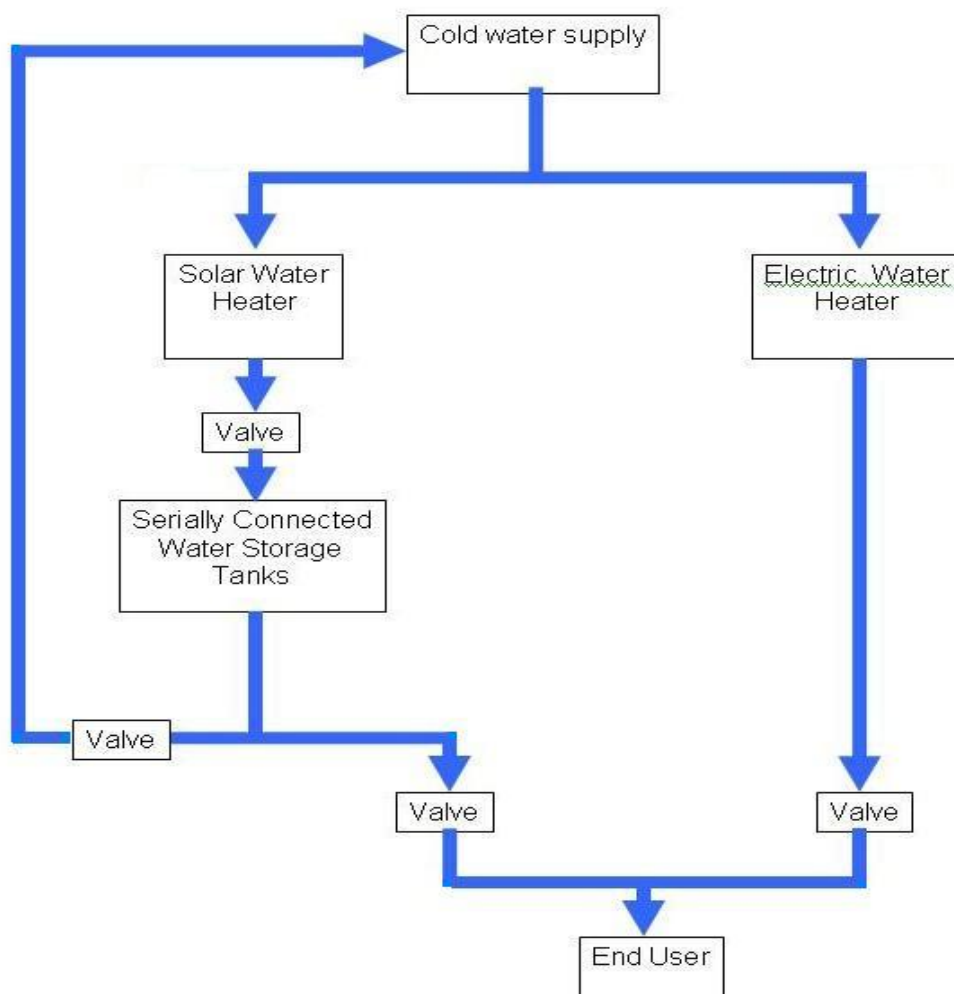 Cold water supply
Solar Water
Heater
Electric  Water
Heater
Valve
Serially Connected
Water Storage
Tanks
Valve
Valve
Valve
End User